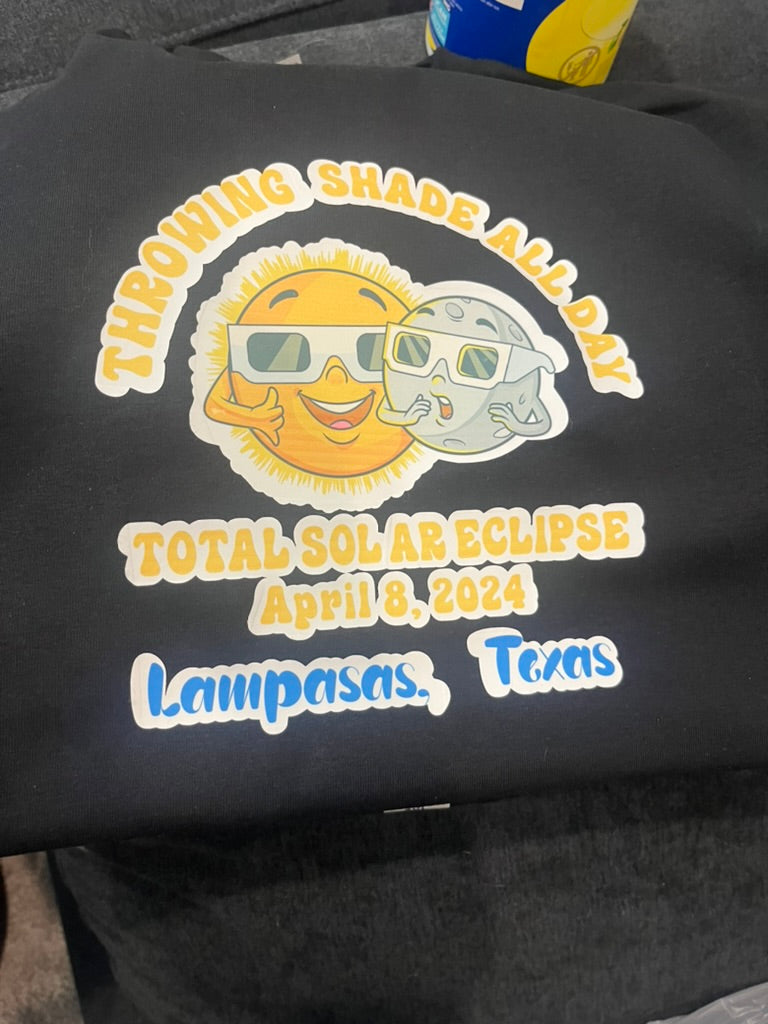 THROWING SHADE ALL DAY
TOTAL SOLAR ECLIPSE
April 8, 2024
Lampasas, Texas